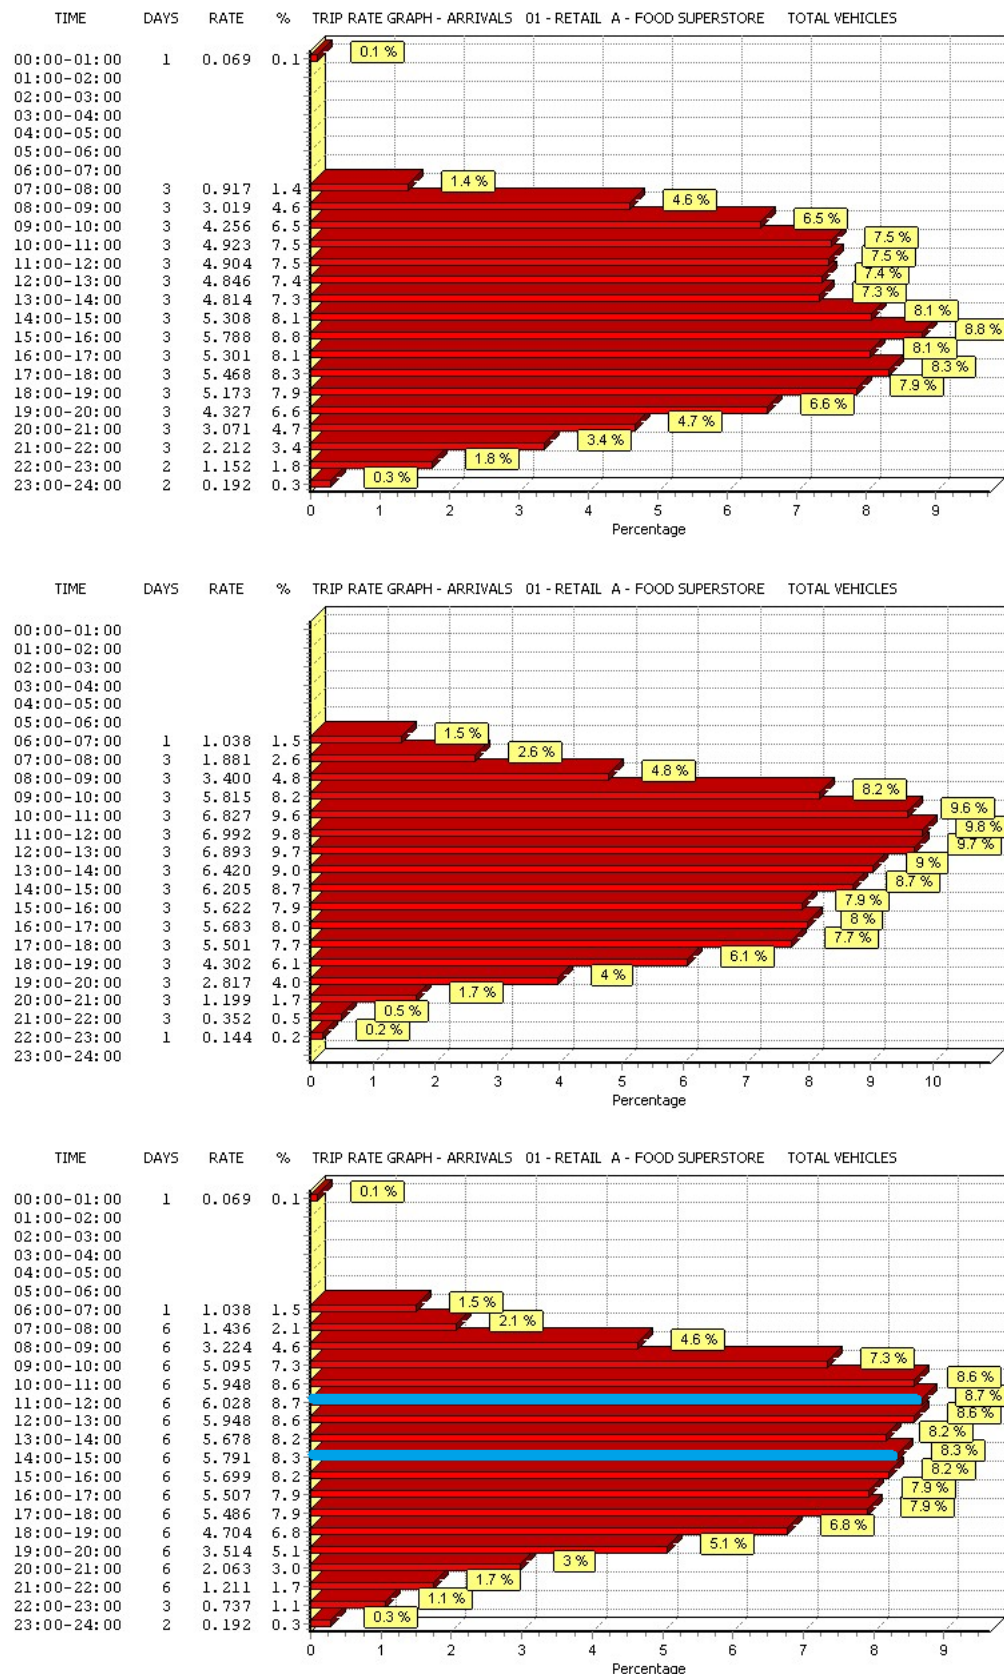 TIME DAYS RATE % TRIP RATE GRAPH - ARRIVALS 01 - RETAIL A - FOOD SUPERSTORE TOTAL VEHICLES
00:00-01:00 1 0.069 0.1 0.1 %
01:00-02:00
02:00-03:00
03:00-04:00
04:00-05:00
05:00-06:00
06:00-07:00
07:00-08:00 3 0.917 1.4 1.4 %
08:00-09:00 3 3.019 4.6 4.6 %
09:00-10:00 3 4.256 6.5 6.5 %
10:00-11:00 3 4.923 7.5 7.5 %
11:00-12:00 3 4.904 7.5 7.5 %
12:00-13:00 3 4.846 7.4 7.4 %
13:00-14:00 3 4.814 7.3 7.3 %
14:00-15:00 3 5.308 8.1 8.1 %
15:00-16:00 3 5.788 8.8 8.8 %
16:00-17:00 3 5.301 8.1 8.1 %
17:00-18:00 3 5.468 8.3 8.3 %
18:00-19:00 3 5.173 7.9 7.9 %
19:00-20:00 3 4.327 6.6 6.6 %
20:00-21:00 3 3.071 4.7 4.7 %
21:00-22:00 3 2.212 3.4 3.4 %
22:00-23:00 2 1.152 1.8 1.8 %
23:00-24:00 2 0.192 0.3 0.3 %
0 1 2 3 4 5 6 7 8 9
Percentage
TIME DAYS RATE % TRIP RATE GRAPH - ARRIVALS 01 - RETAIL A - FOOD SUPERSTORE TOTAL VEHICLES
00:00-01:00
01:00-02:00
02:00-03:00
03:00-04:00
04:00-05:00
05:00-06:00
06:00-07:00 1 1.038 1.5 1.5 %
07:00-08:00 3 1.881 2.6 2.6 %
08:00-09:00 3 3.400 4.8 4.8 %
09:00-10:00 3 5.815 8.2 8.2 %
10:00-11:00 3 6.827 9.6 9.6 %
11:00-12:00 3 6.992 9.8 9.8 %
12:00-13:00 3 6.893 9.7 9.7 %
13:00-14:00 3 6.420 9.0 9 %
14:00-15:00 3 6.205 8.7 8.7 %
15:00-16:00 3 5.622 7.9 7.9 %
16:00-17:00 3 5.683 8.0 8 %
17:00-18:00 3 5.501 7.7 7.7 %
18:00-19:00 3 4.302 6.1 6.1 %
19:00-20:00 3 2.817 4.0 4 %
20:00-21:00 3 1.199 1.7 1.7 %
21:00-22:00 3 0.352 0.5 0.5 %
22:00-23:00 1 0.144 0.2 0.2 %
23:00-24:00
0 1 2 3 4 5 6 7 8 9 10
Percentage
TIME DAYS RATE % TRIP RATE GRAPH - ARRIVALS 01 - RETAIL A - FOOD SUPERSTORE TOTAL VEHICLES
00:00-01:00 1 0.069 0.1 0.1 %
01:00-02:00
02:00-03:00
03:00-04:00
04:00-05:00
05:00-06:00
06:00-07:00 1 1.038 1.5 1.5 %
07:00-08:00 6 1.436 2.1 2.1 %
08:00-09:00 6 3.224 4.6 4.6 %
09:00-10:00 6 5.095 7.3 7.3 %
10:00-11:00 6 5.948 8.6 8.6 %
11:00-12:00 6 6.028 8.7 8.7 %
12:00-13:00 6 5.948 8.6 8.6 %
13:00-14:00 6 5.678 8.2 8.2 %
14:00-15:00 6 5.791 8.3 8.3 %
15:00-16:00 6 5.699 8.2 8.2 %
16:00-17:00 6 5.507 7.9 7.9 %
17:00-18:00 6 5.486 7.9 7.9 %
18:00-19:00 6 4.704 6.8 6.8 %
19:00-20:00 6 3.514 5.1 5.1 %
20:00-21:00 6 2.063 3.0 3 %
21:00-22:00 6 1.211 1.7 1.7 %
22:00-23:00 3 0.737 1.1 1.1 %
23:00-24:00 2 0.192 0.3 0.3 %
0 1 2 3 4 5 6 7 8 9
Percentage